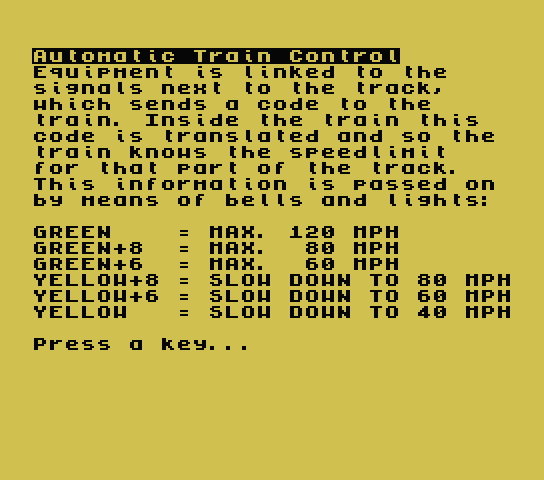 Automatic Train Control
Equipment is linked to the
signals next to the track,
which sends a code to the
train. Inside the train this
code is translated and so the
train knows the speedlimit
for that part of the track.
This information is passed on
by means of bells and lights:
GREEN    = MAX. 120 MPH
GREEN+8  = MAX.  80 MPH
GREEN+6  = MAX.  60 MPH
YELLOW+8 = SLOW DOWN TO 80 MPH
YELLOW+6 = SLOW DOWN TO 60 MPH
YELLOW   = SLOW DOWN TO 40 MPH
Press a key...